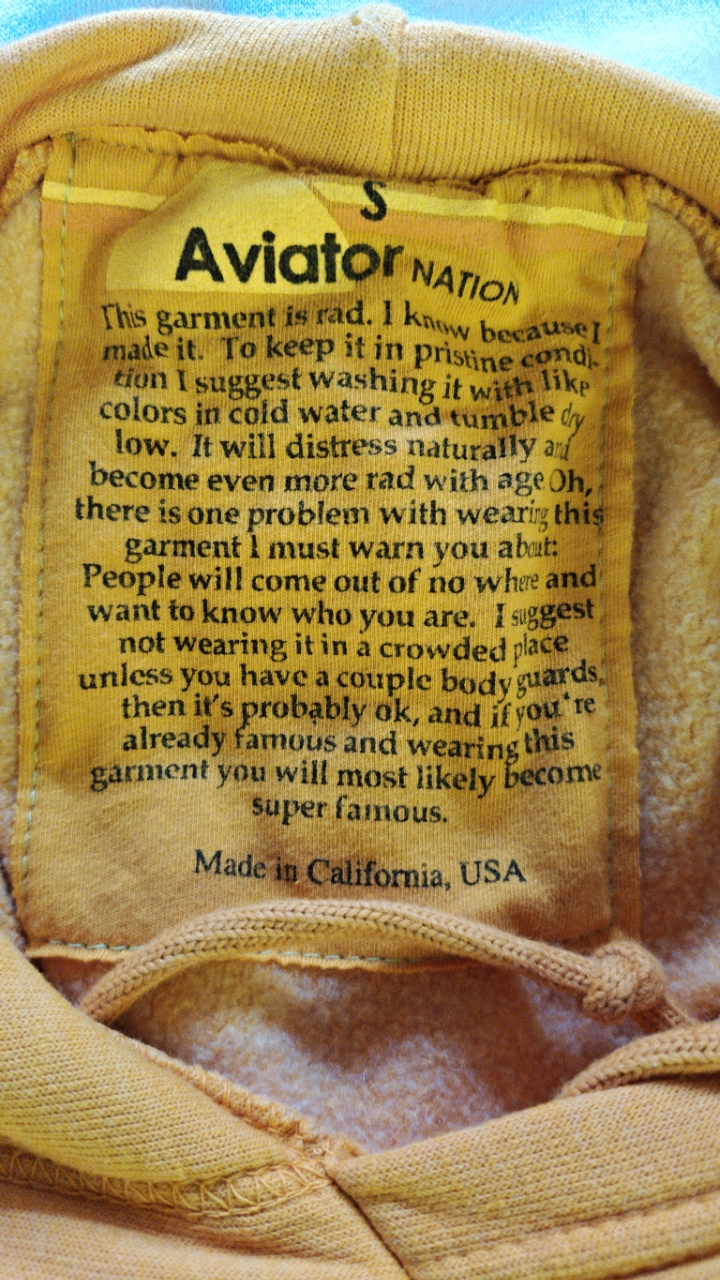 S
Aviator NATION
This garment is rad. I know because I
made it. To keep it in pristine condi-
tion I suggest washing it with like
colors in cold water and tumble dry
low. It will distress naturally and
become even more rad with age Oh,
there is one problem with wearing this
garment I must warn you about:
People will come out of no where and
want to know who you are. I suggest
not wearing it in a crowded place
unless you have a couple body guards,
then it's probably ok, and if you're
already famous and wearing this
garment you will most likely become
super famous.
Made in California, USA